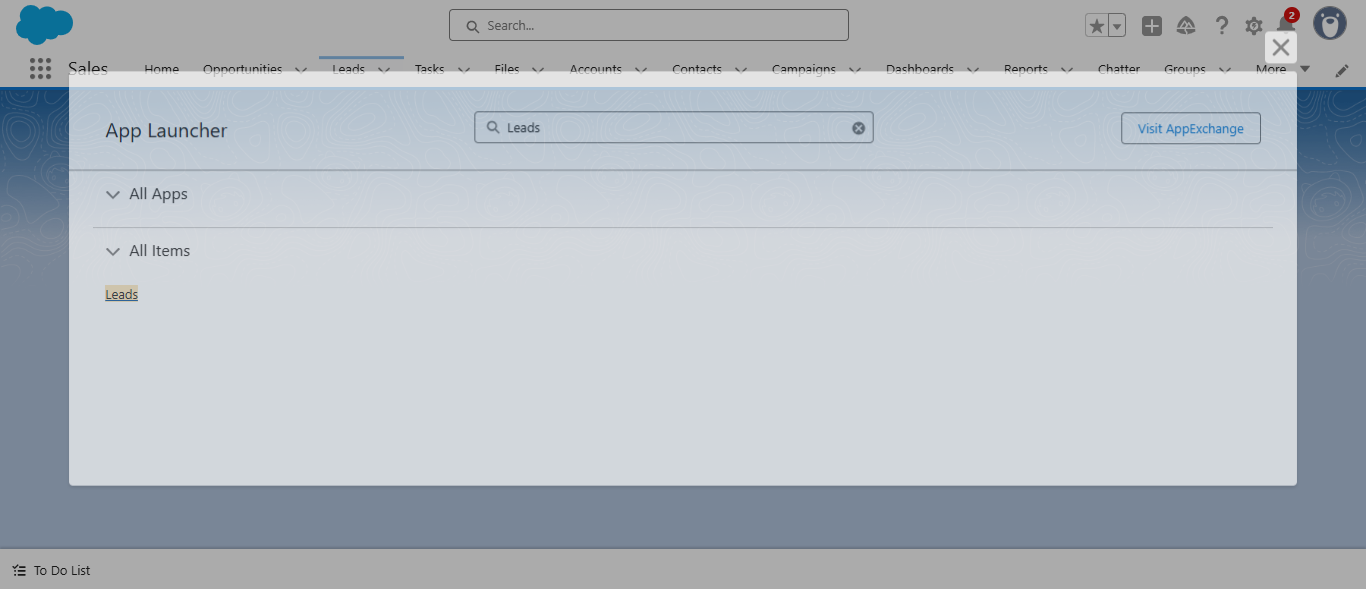 Search...
2
Sales Home Opportunities Leads Tasks Files Accounts Contacts Campaigns Dashboards Reports Chatter Groups More
App Launcher Leads Visit AppExchange
All Apps
All Items
Leads
To Do List